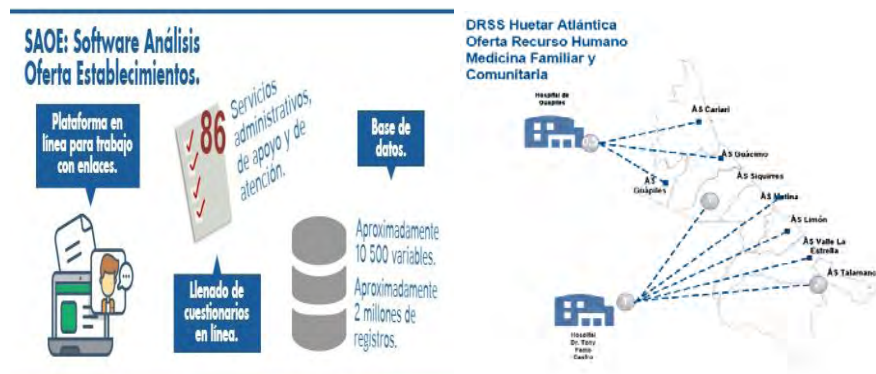 SAOE: Software Análisis
Oferta Establecimientos.
Plataforma en
línea para trabajo
con enlaces.
86
Servicios
administrativos,
de apoyo y de
atención.
Base de
datos.
Llenado de
cuestionarios
en línea.
Aproximadamente
10 500 variables.
Aproximadamente
2 millones de
registros.
DRSS Huetar Atlántica
Oferta Recurso Humano
Medicina Familiar y
Comunitaria
Hospital de
Guápiles
ÁS Cariari
ÁS Guácimo
ÁS
Guápiles
ÁS Siquirres
ÁS Matina
ÁS Limón
ÁS Valle La
Estrella
ÁS Talamanca
Hospital
Dr. Tony
Facio
Castro